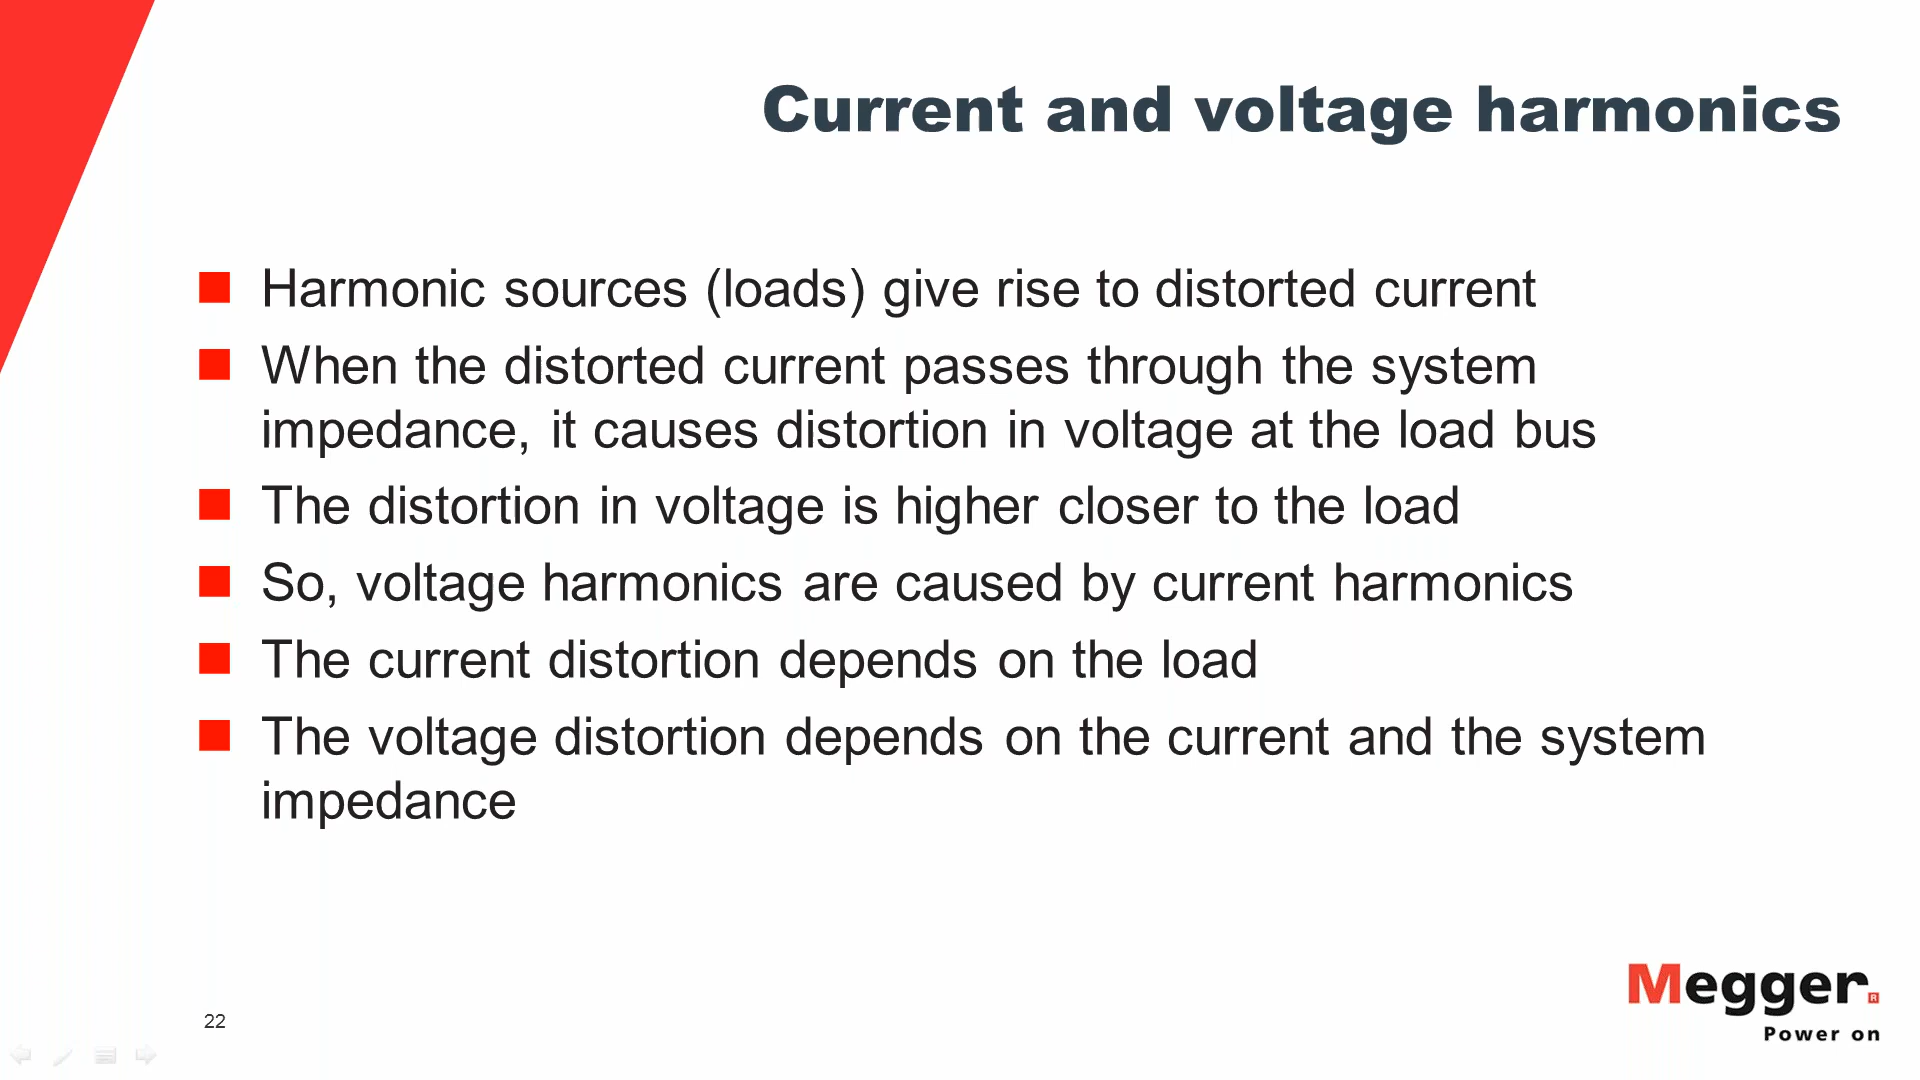 Current and voltage harmonics
Harmonic sources (loads) give rise to distorted current
When the distorted current passes through the system
impedance, it causes distortion in voltage at the load bus
The distortion in voltage is higher closer to the load
So, voltage harmonics are caused by current harmonics
The current distortion depends on the load
The voltage distortion depends on the current and the system
impedance
Megger.®
Power on
22